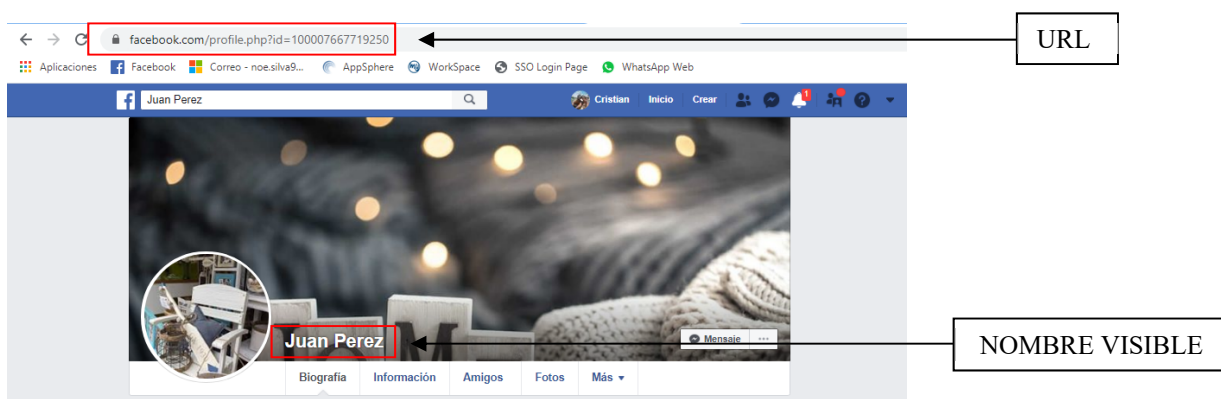 URL
facebook.com/profile.php?id=100007667719250
Aplicaciones Facebook Correo - noe.silva9... AppSphere WorkSpace SSO Login Page WhatsApp Web
Juan Perez Cristian Inicio Crear 1
Juan Perez
Mensaje
NOMBRE VISIBLE
Biografía Información Amigos Fotos Más